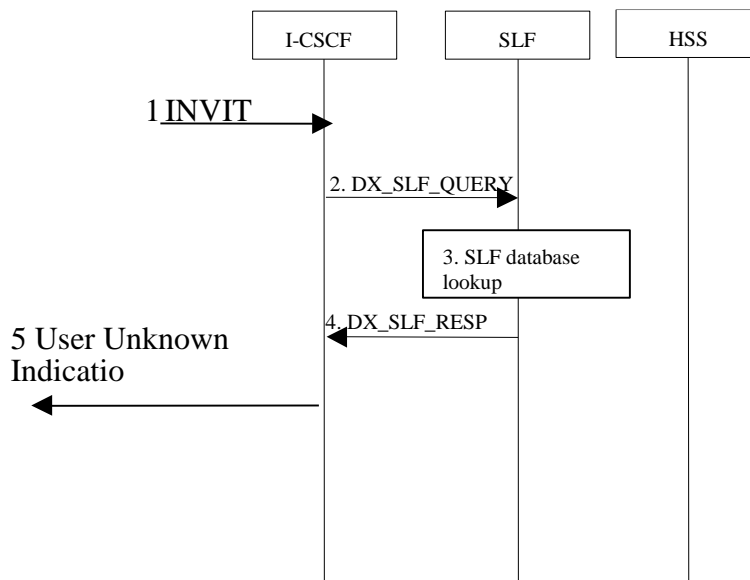 I-CSCF
SLF
HSS
1 INVIT
2. DX_SLF_QUERY
3. SLF database
lookup
4. DX_SLF_RESP
5 User Unknown
Indicatio